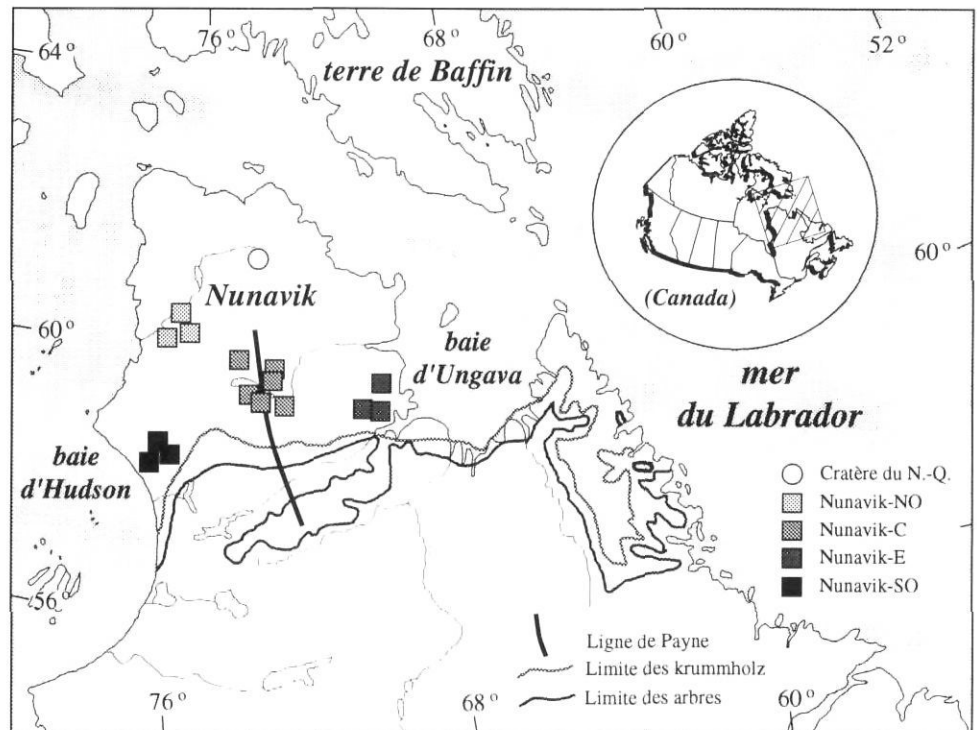 76°
68°
60°
52°
64°
terre de Baffin
60°
(Canada)
Nunavik
60°
baie
d'Ungava
mer
du Labrador
baie
d'Hudson
Cratère du N.-Q.
Nunavik-NO
Nunavik-C
Nunavik-E
Nunavik-SO
56°
Ligne de Payne
Limite des krummholz
Limite des arbres
76°
68°
60°